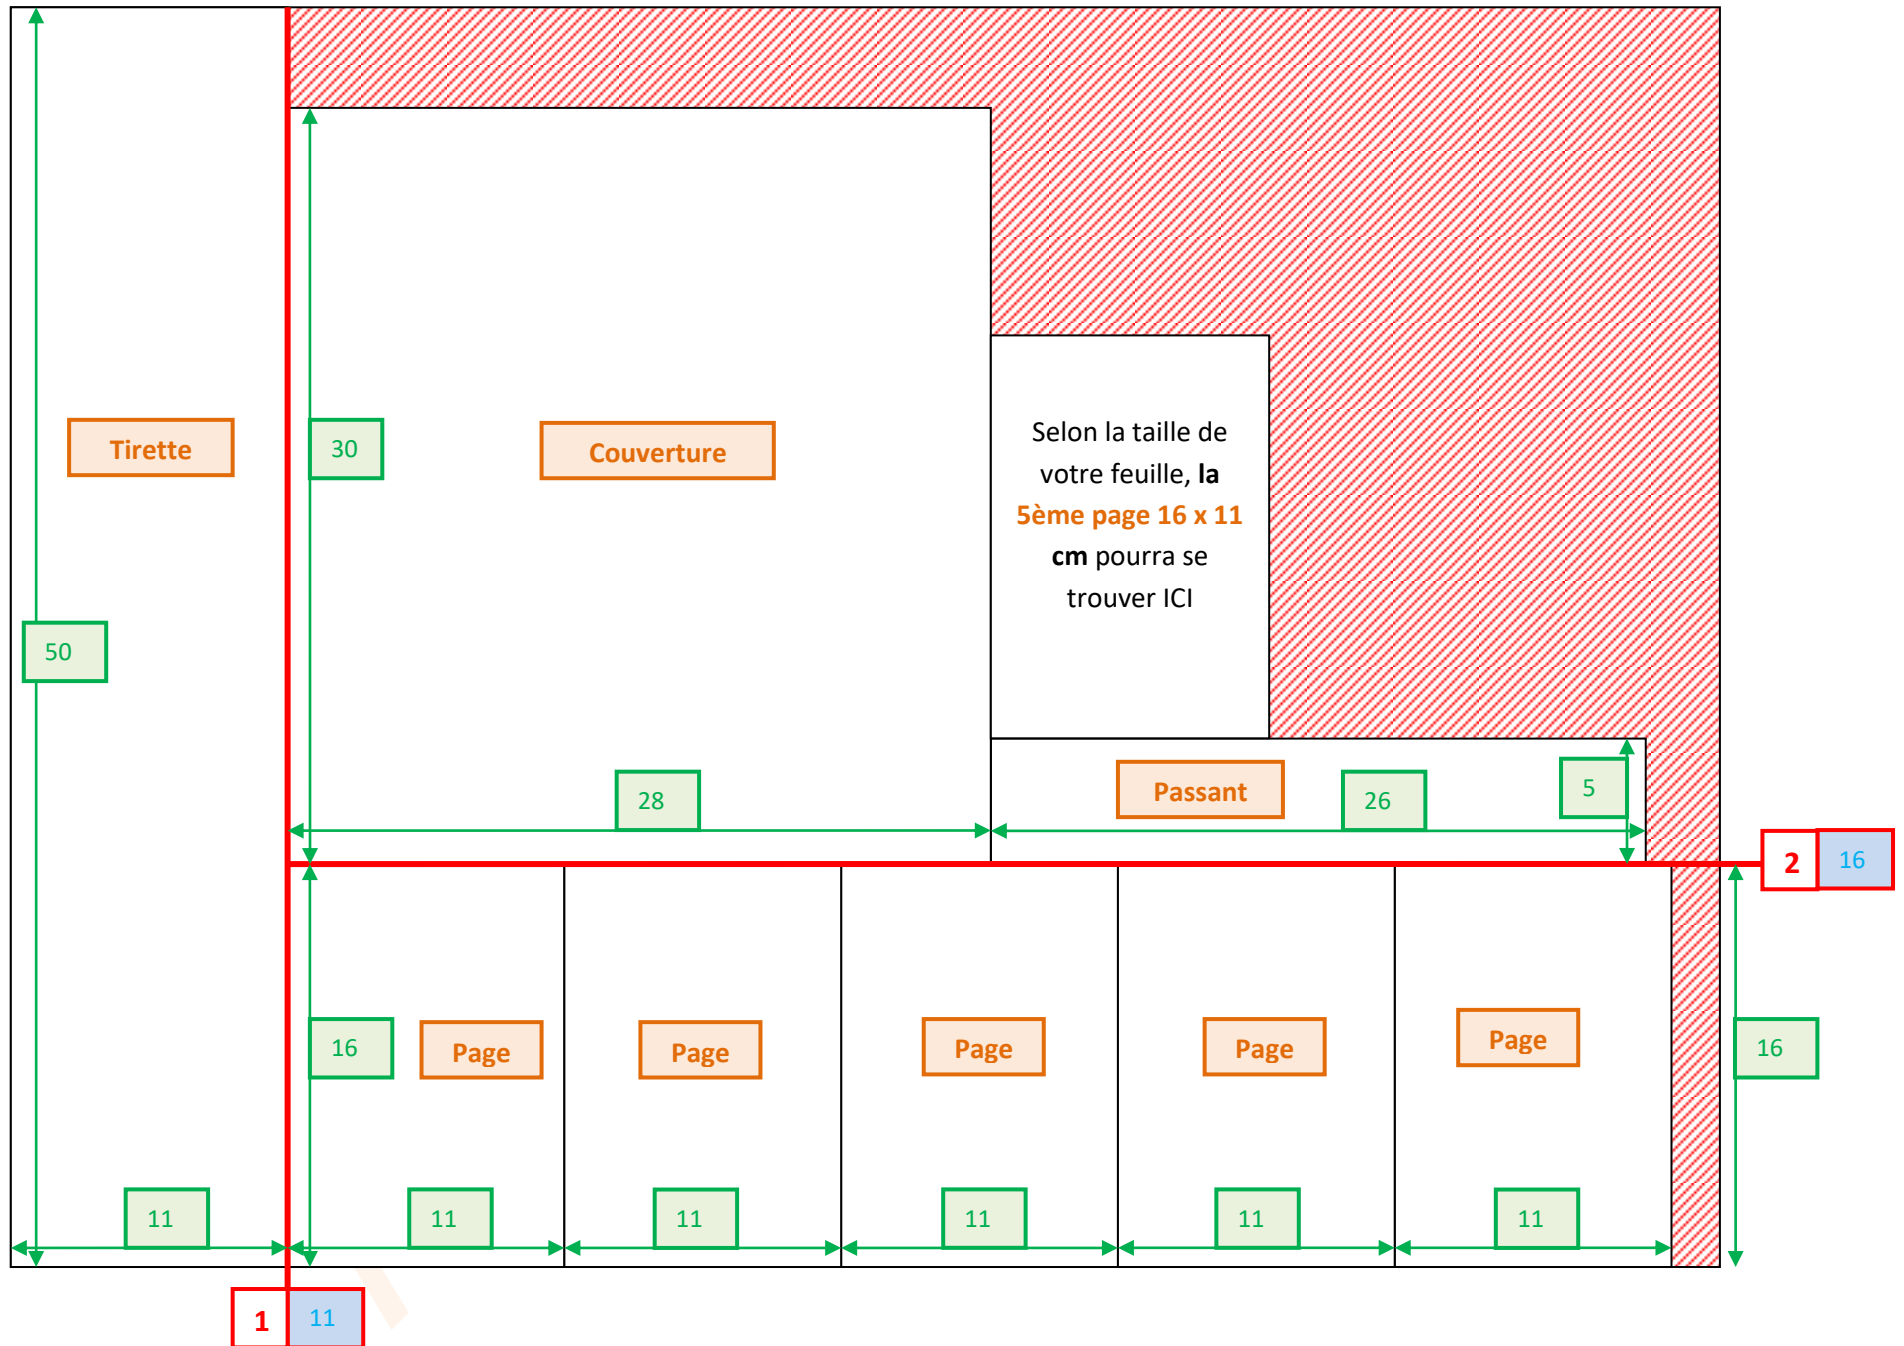 Selon la taille de
votre feuille, la
5ème page 16 x 11
cm pourra se
trouver ICI
Tirette
30
Couverture
50
28
Passant
26
5
2
16
16
Page
Page
Page
Page
Page
16
11
11
11
11
11
11
1
11